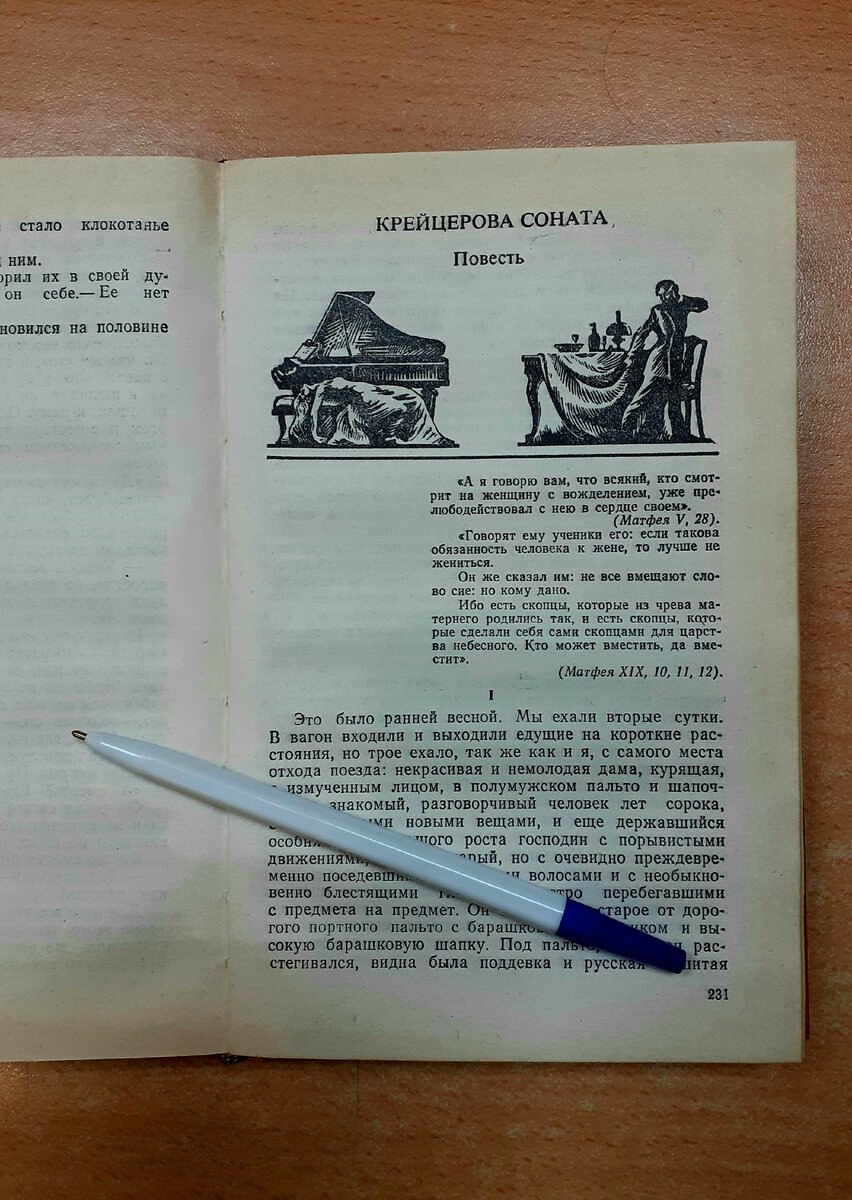 стало клокотанье
ним.
орил их в своей ду-
он себе.— Ее нет
новился на половине
КРЕЙЦЕРОВА СОНАТА
Повесть
«А я говорю вам, что всякий, кто смот-
рит на женщину с вожделением, уже пре-
любодействовал с нею в сердце своем».
(Матфея V, 28).
«Говорят ему ученики его: если такова
обязанность человека к жене, то лучше не
жениться.
Он же сказал им: не все вмещают сло-
во сие: но кому дано.
Ибо есть скопцы, которые из чрева ма-
тернего родились так, и есть скопцы, кото-
рые сделали себя сами скопцами для царст-
ва небесного. Кто может вместить, да вме-
стит».
(Матфея XIX, 10, 11, 12).
I
Это было ранней весной. Мы ехали вторые сутки.
В вагон входили и выходили едущие на короткие рас-
стояния, но трое ехало, так же как и я, с самого места
отхода поезда: некрасивая и немолодая дама, курящая,
измученным лицом, в полумужском пальто и шапоч-
знакомый, разговорчивый человек лет сорока,
новыми вещами, и еще державшийся
роста господин с порывистыми
движениями, но с очевидно преждевре-
менно поседевшими волосами и с необыкно-
венно блестящими перебегавшими
с предмета на предмет. Он старое от доро-
гого портного пальто с барашковым и вы-
сокую барашковую шапку. Под пальто, рас-
стегивался, видна была поддевка и русская
231